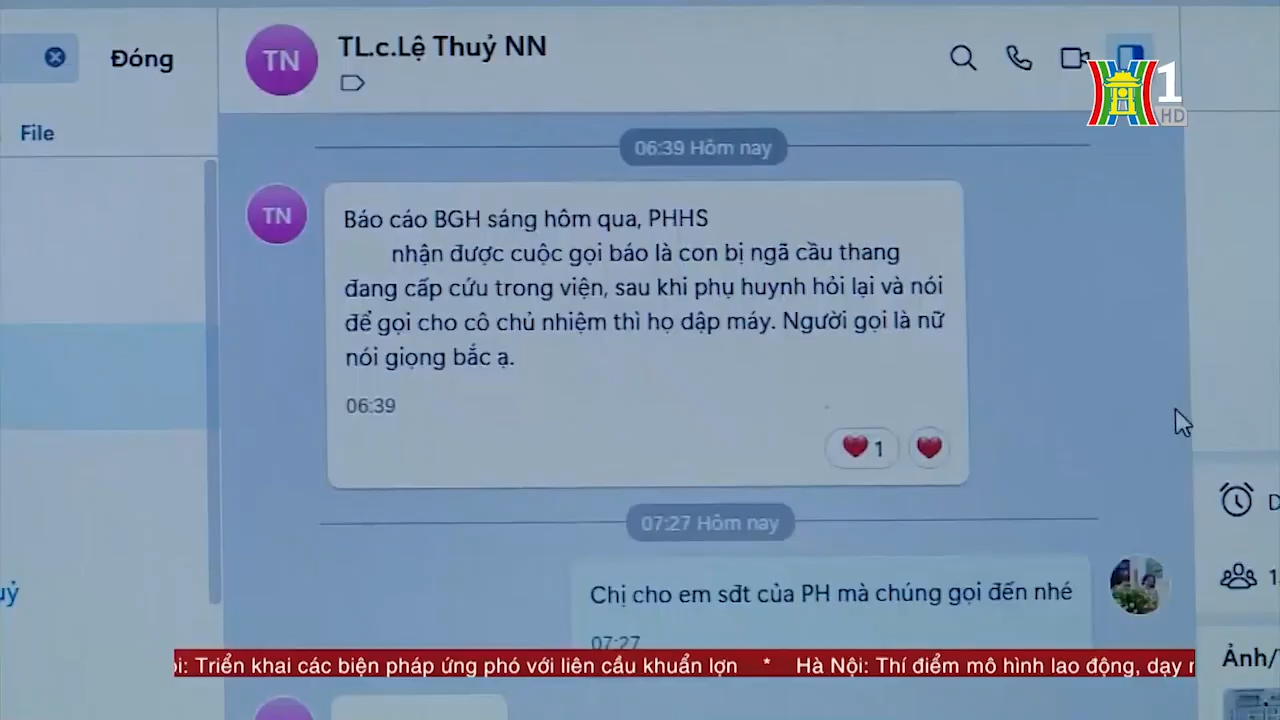 Đóng
TN
TL.c.Lệ Thuỷ NN
1
HD
File
06:39 Hôm nay
TN
Báo cáo BGH sáng hôm qua, PHHS
nhận được cuộc gọi báo là con bị ngã cầu thang
đang cấp cứu trong viện, sau khi phụ huynh hỏi lại và nói
để gọi cho cô chủ nhiệm thì họ dập máy. Người gọi là nữ
nói giọng bắc ạ.
06:39
1
07:27 Hôm nay
Chị cho em sđt của PH mà chúng gọi đến nhé
07:27
Triển khai các biện pháp ứng phó với liên cầu khuẩn lợn * Hà Nội: Thí điểm mô hình lao động, dạy
Ảnh/